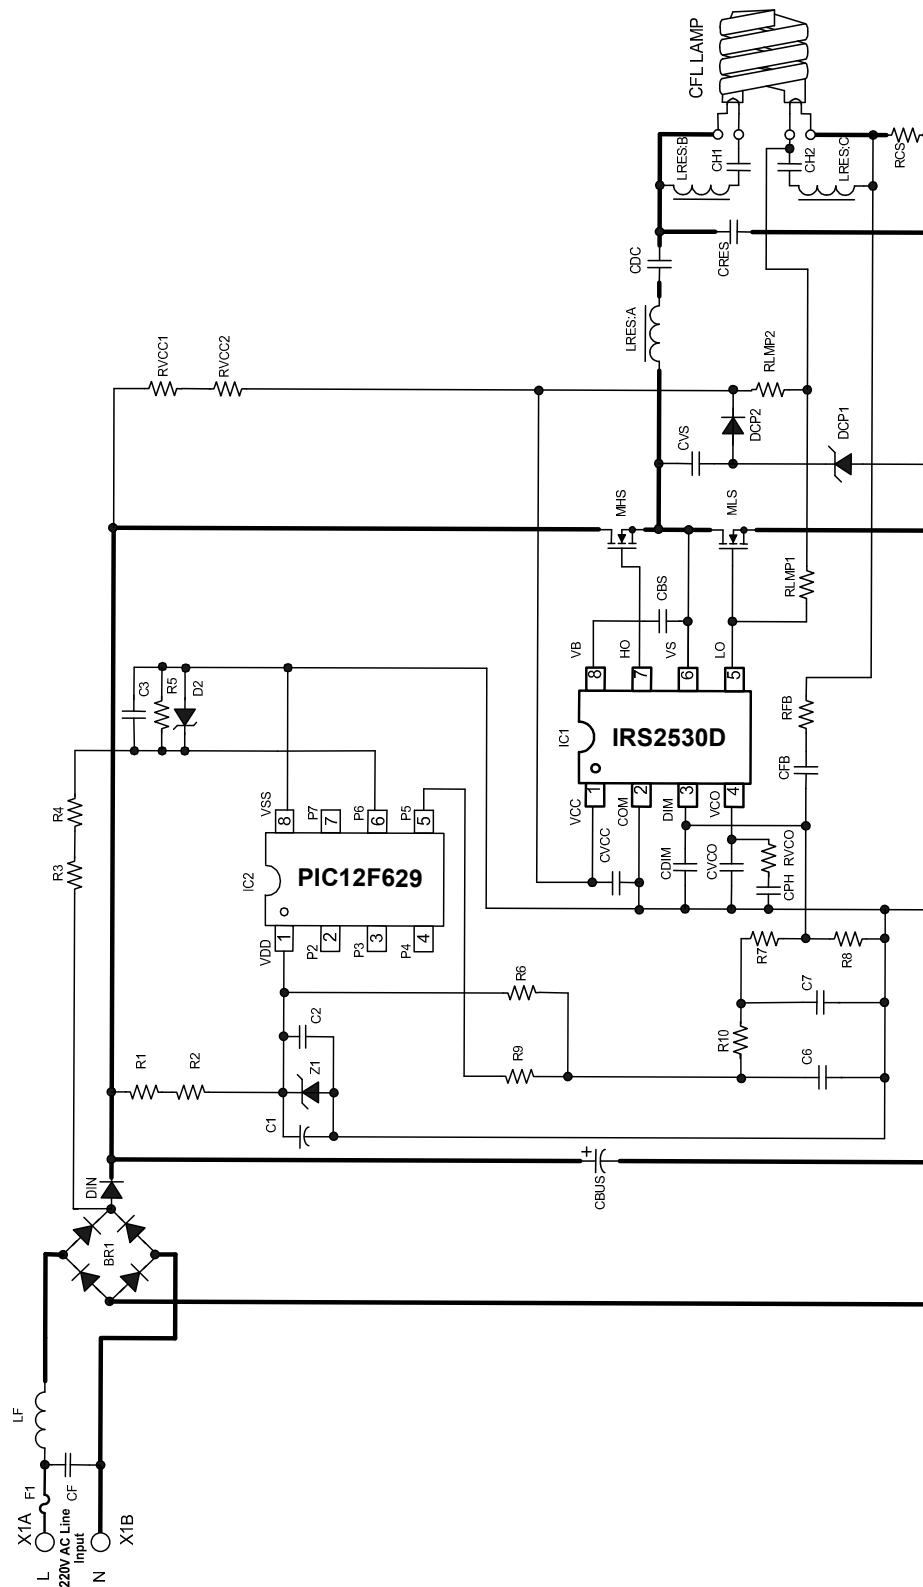 CFL LAMP
LRES:B
CH1
CH2
LRES:C
RCS
CDC
CRES
LRES:A
RVCC1
RVCC2
RLMP2
DCP2
DCP1
CVS
MHS
MLS
CBS
RLMP1
VB
HO
VS
LO
8
7
6
5
IC1
IRS2530D
1
2
3
4
VCC
COM
DIM
VCO
RFB
CFB
C3
R5
D2
R4
R3
VSS
P7
P6
P5
8
7
6
5
IC2
PIC12F629
1
2
3
4
VDD
P2
P3
P4
CVCC
CDIM
CVCO
CPH
RVCO
R7
R8
R6
C7
R10
R9
C6
R1
R2
C2
Z1
C1
CBUS
+
DIN
BR1
LF
F1
CF
X1A
X1B
L
220V AC Line
Input
N